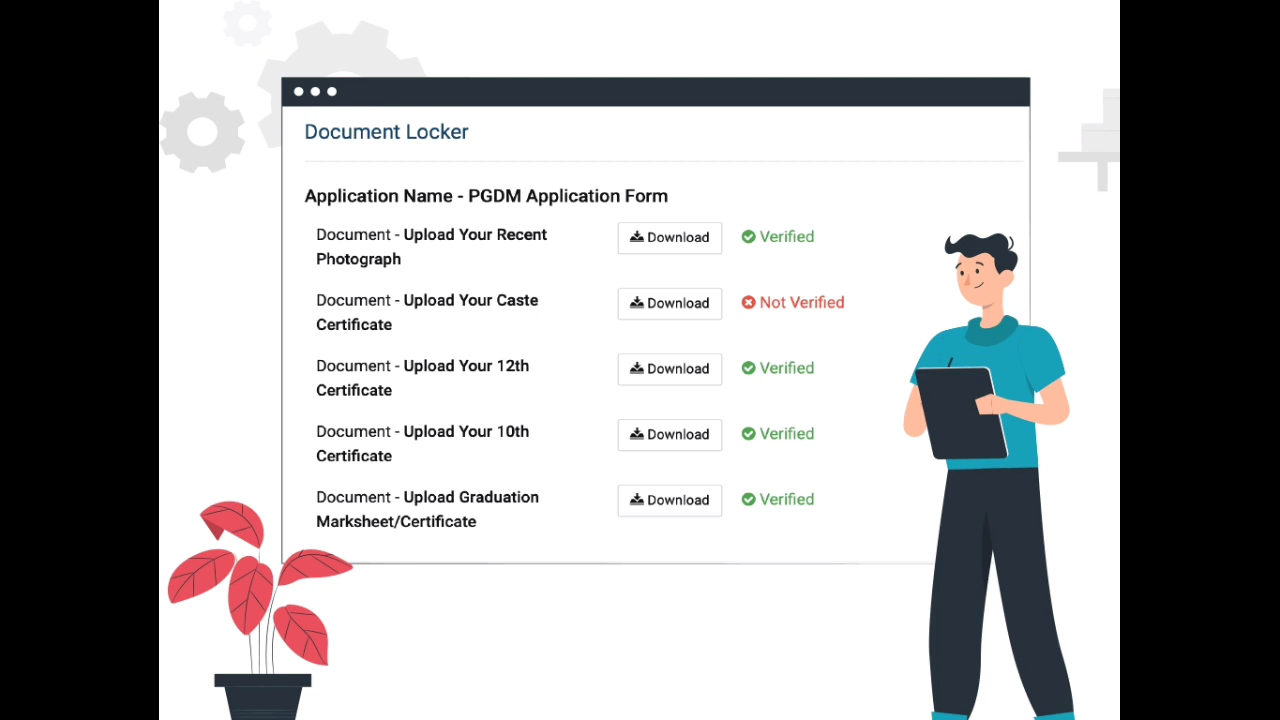 Document Locker
Application Name - PGDM Application Form
Document - Upload Your Recent
Photograph
Download
Verified
Document - Upload Your Caste
Certificate
Download
Not Verified
Document - Upload Your 12th
Certificate
Download
Verified
Document - Upload Your 10th
Certificate
Download
Verified
Document - Upload Graduation
Marksheet/Certificate
Download
Verified